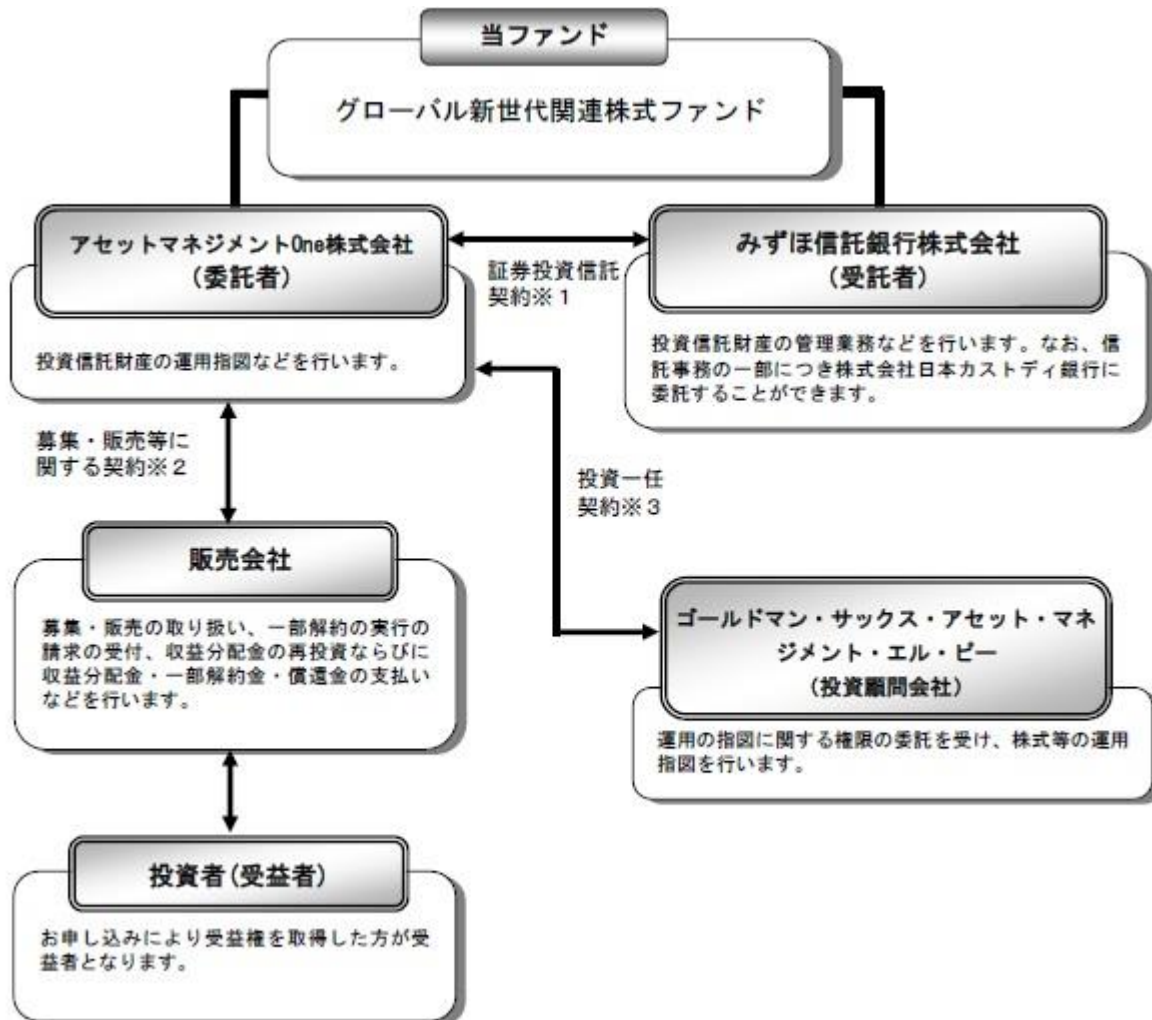 当ファンド
グローバル新世代関連株式ファンド
アセットマネジメントOne株式会社
(委託者)
投資信託財産の運用指図などを行います。
証券投資信託
契約※１
みずほ信託銀行株式会社
(受託者)
投資信託財産の管理業務などを行います。なお、信
託事務の一部につき株式会社日本カストディ銀行に
委託することができます。
募集・販売等に
関する契約※２
投資一任
契約※３
販売会社
募集・販売の取り扱い、一部解約の実行の
請求の受付、収益分配金の再投資ならびに
収益分配金・一部解約金・償還金の支払い
などを行います。
ゴールドマン・サックス・アセット・マネ
ジメント・エル・ピー
(投資顧問会社)
運用の指図に関する権限の委託を受け、株式等の運用
指図を行います。
投資者(受益者)
お申し込みにより受益権を取得した方が受
益者となります。